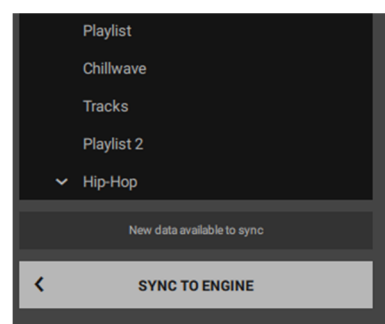 Playlist
Chillwave
Tracks
Playlist 2
Hip-Hop
New data available to sync
SYNC TO ENGINE